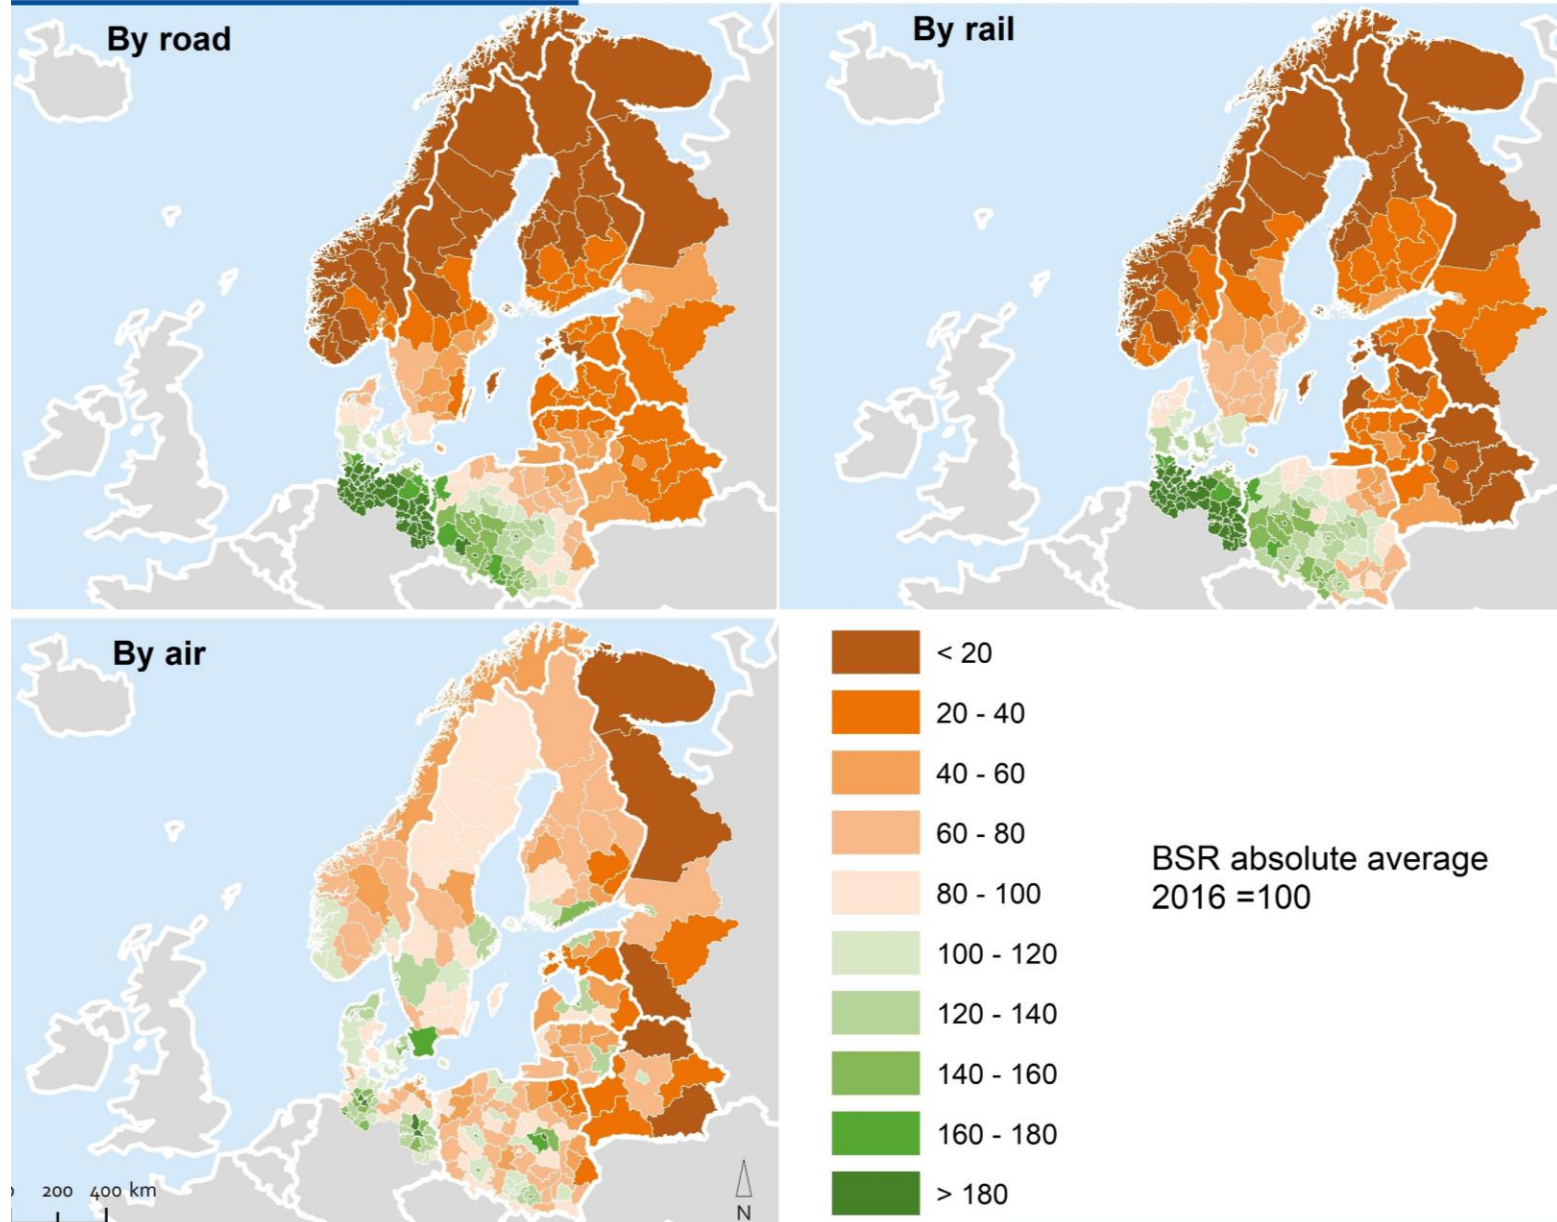 By road
By rail
By air
< 20
20 - 40
40 - 60
60 - 80
80 - 100
100 - 120
120 - 140
140 - 160
160 - 180
> 180
BSR absolute average
2016 =100
200 400 km
N